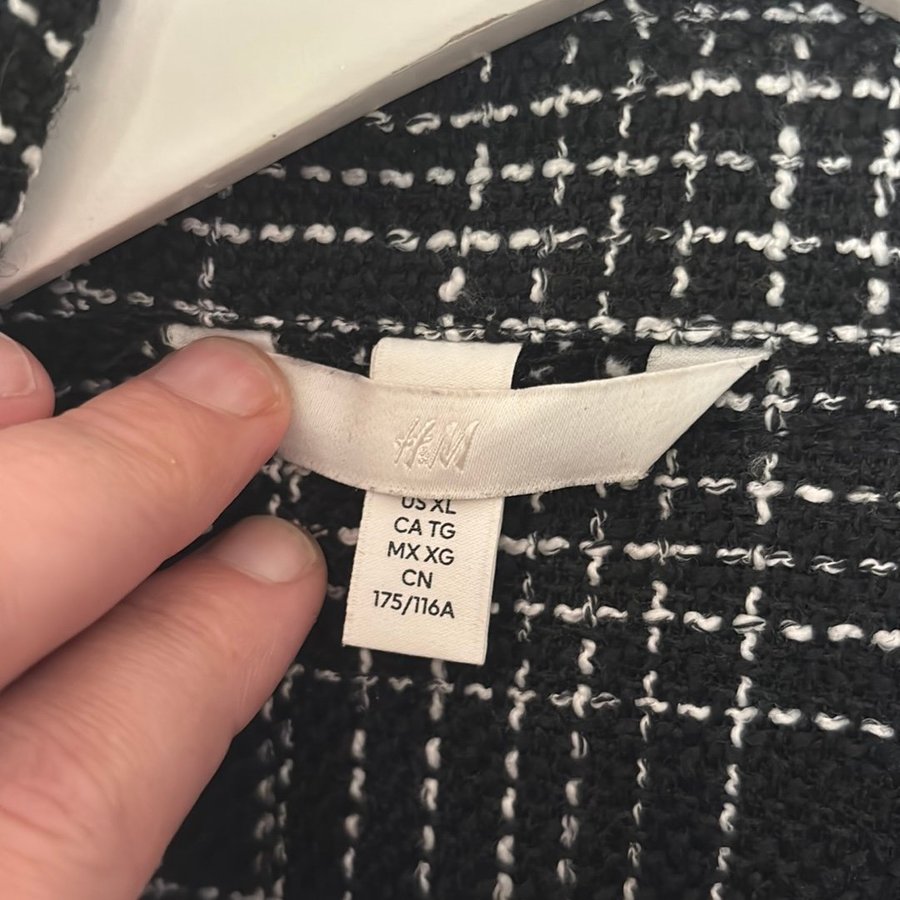 H&M
US XL
CA TG
MX XG
CN
175/116A